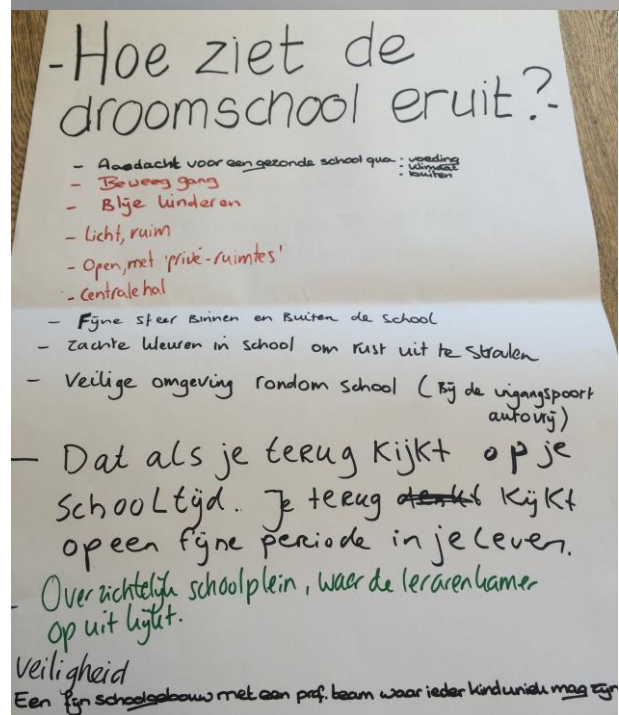 -Hoe ziet de
droomschool eruit?-
- Aandacht voor een gezonde school qua : voeding
: klimaat
: buiten
- Beweeg gang
- Blije kinderen
- Licht, ruim
- Open, met 'privé-ruimtes'
- Centrale hal
- Fijne sfeer Binnen en Buiten de School
- Zachte kleuren in school om rust uit te stralen
- Veilige omgeving rondom school (Bij de uigangspoort
autovrij)
- Dat als je terug kijkt op je
schooltijd. Je terug denkt kijkt
op een fijne periode in je leven.
- Overzichtelijk schoolplein, waar de lerarenkamer
op uit kijkt.
Veiligheid
Een fijn schoolgebouw met een prof. team waar ieder kind uniek mag zijn